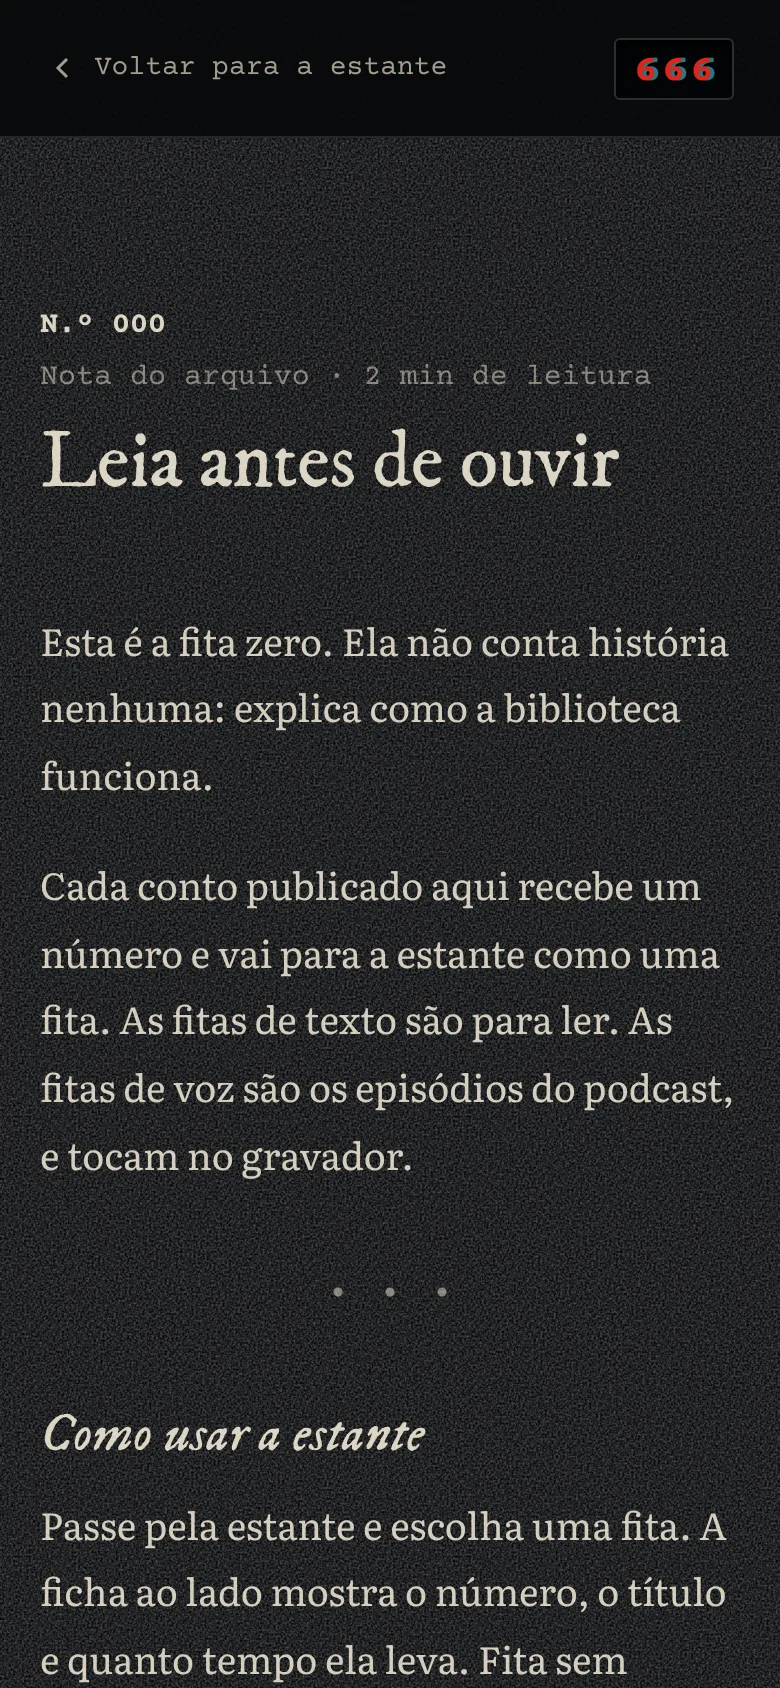 Voltar para a estante
666
N.º 000
Nota do arquivo · 2 min de leitura
Leia antes de ouvir
Esta é a fita zero. Ela não conta história
nenhuma: explica como a biblioteca
funciona.
Cada conto publicado aqui recebe um
número e vai para a estante como uma
fita. As fitas de texto são para ler. As
fitas de voz são os episódios do podcast,
e tocam no gravador.
• • •
Como usar a estante
Passe pela estante e escolha uma fita. A
ficha ao lado mostra o número, o título
e quanto tempo ela leva. Fita sem